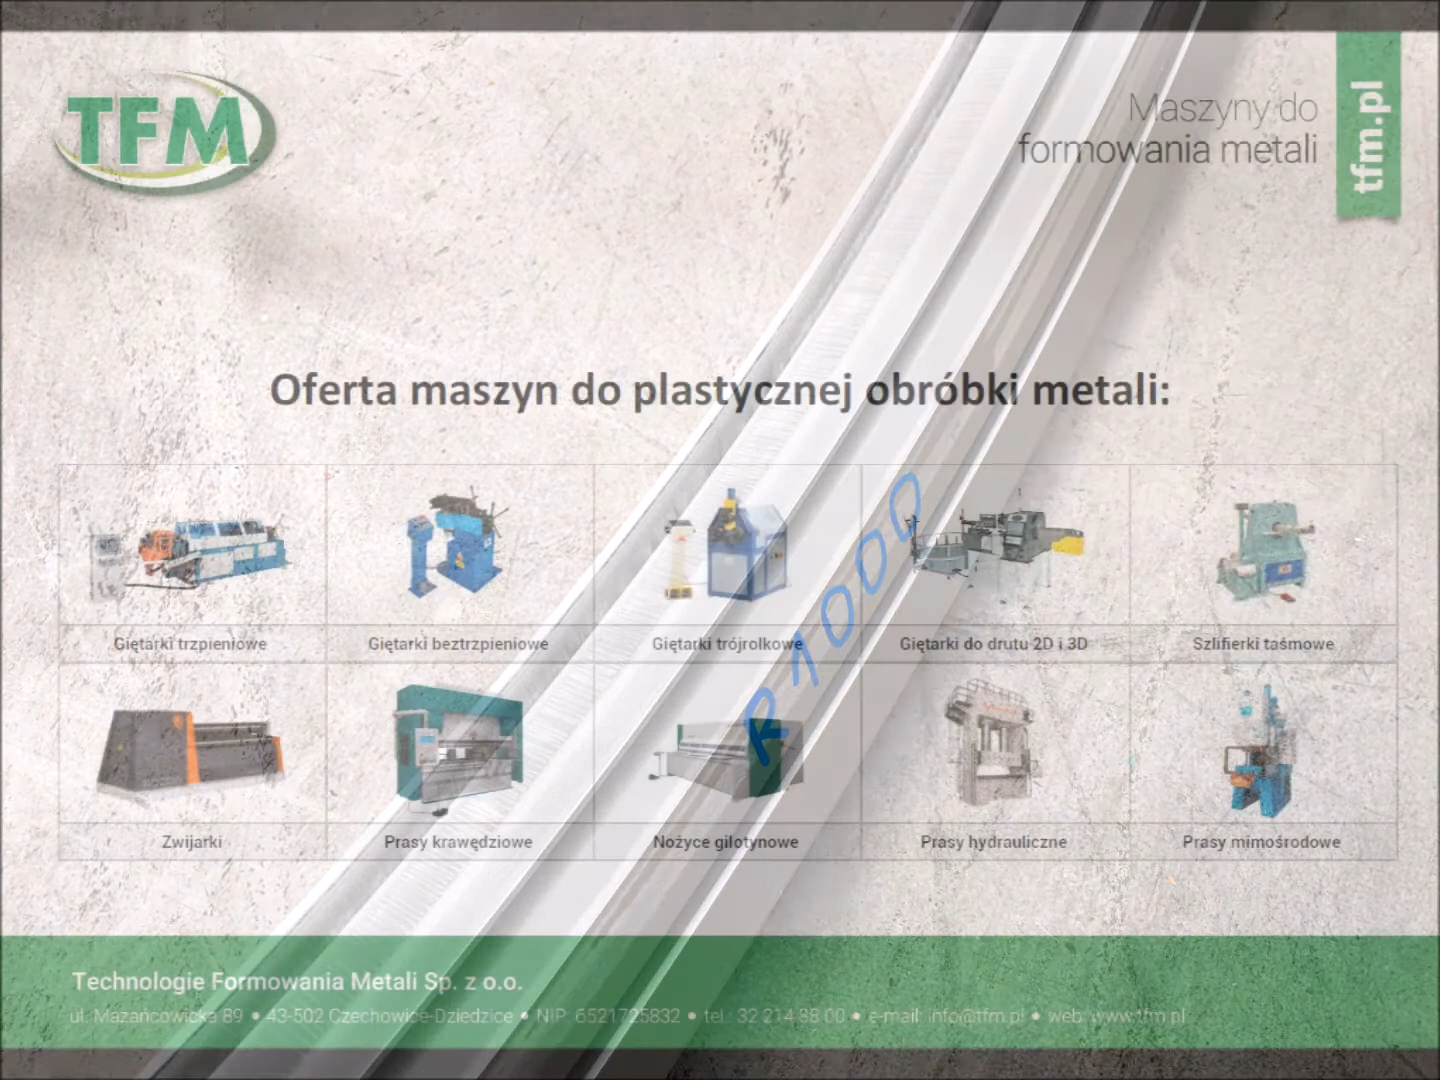 TFM
Maszyny do
formowania metali
tfm.pl
Oferta maszyn do plastycznej obróbki metali:
R1000
Giętarki trzpieniowe
Giętarki beztrzpieniowe
Giętarki trójrolkowe
Giętarki do drutu 2D i 3D
Szlifierki taśmowe
Zwijarki
Prasy krawędziowe
Nożyce gilotynowe
Prasy hydrauliczne
Prasy mimośrodowe
Technologie Formowania Metali Sp. z o.o.
ul. Mazańcowicka 89 • 43-502 Czechowice-Dziedzice • NIP: 6521725832 • tel.: 32 214 88 00 • e-mail: info@tfm.pl • web: www.tfm.pl